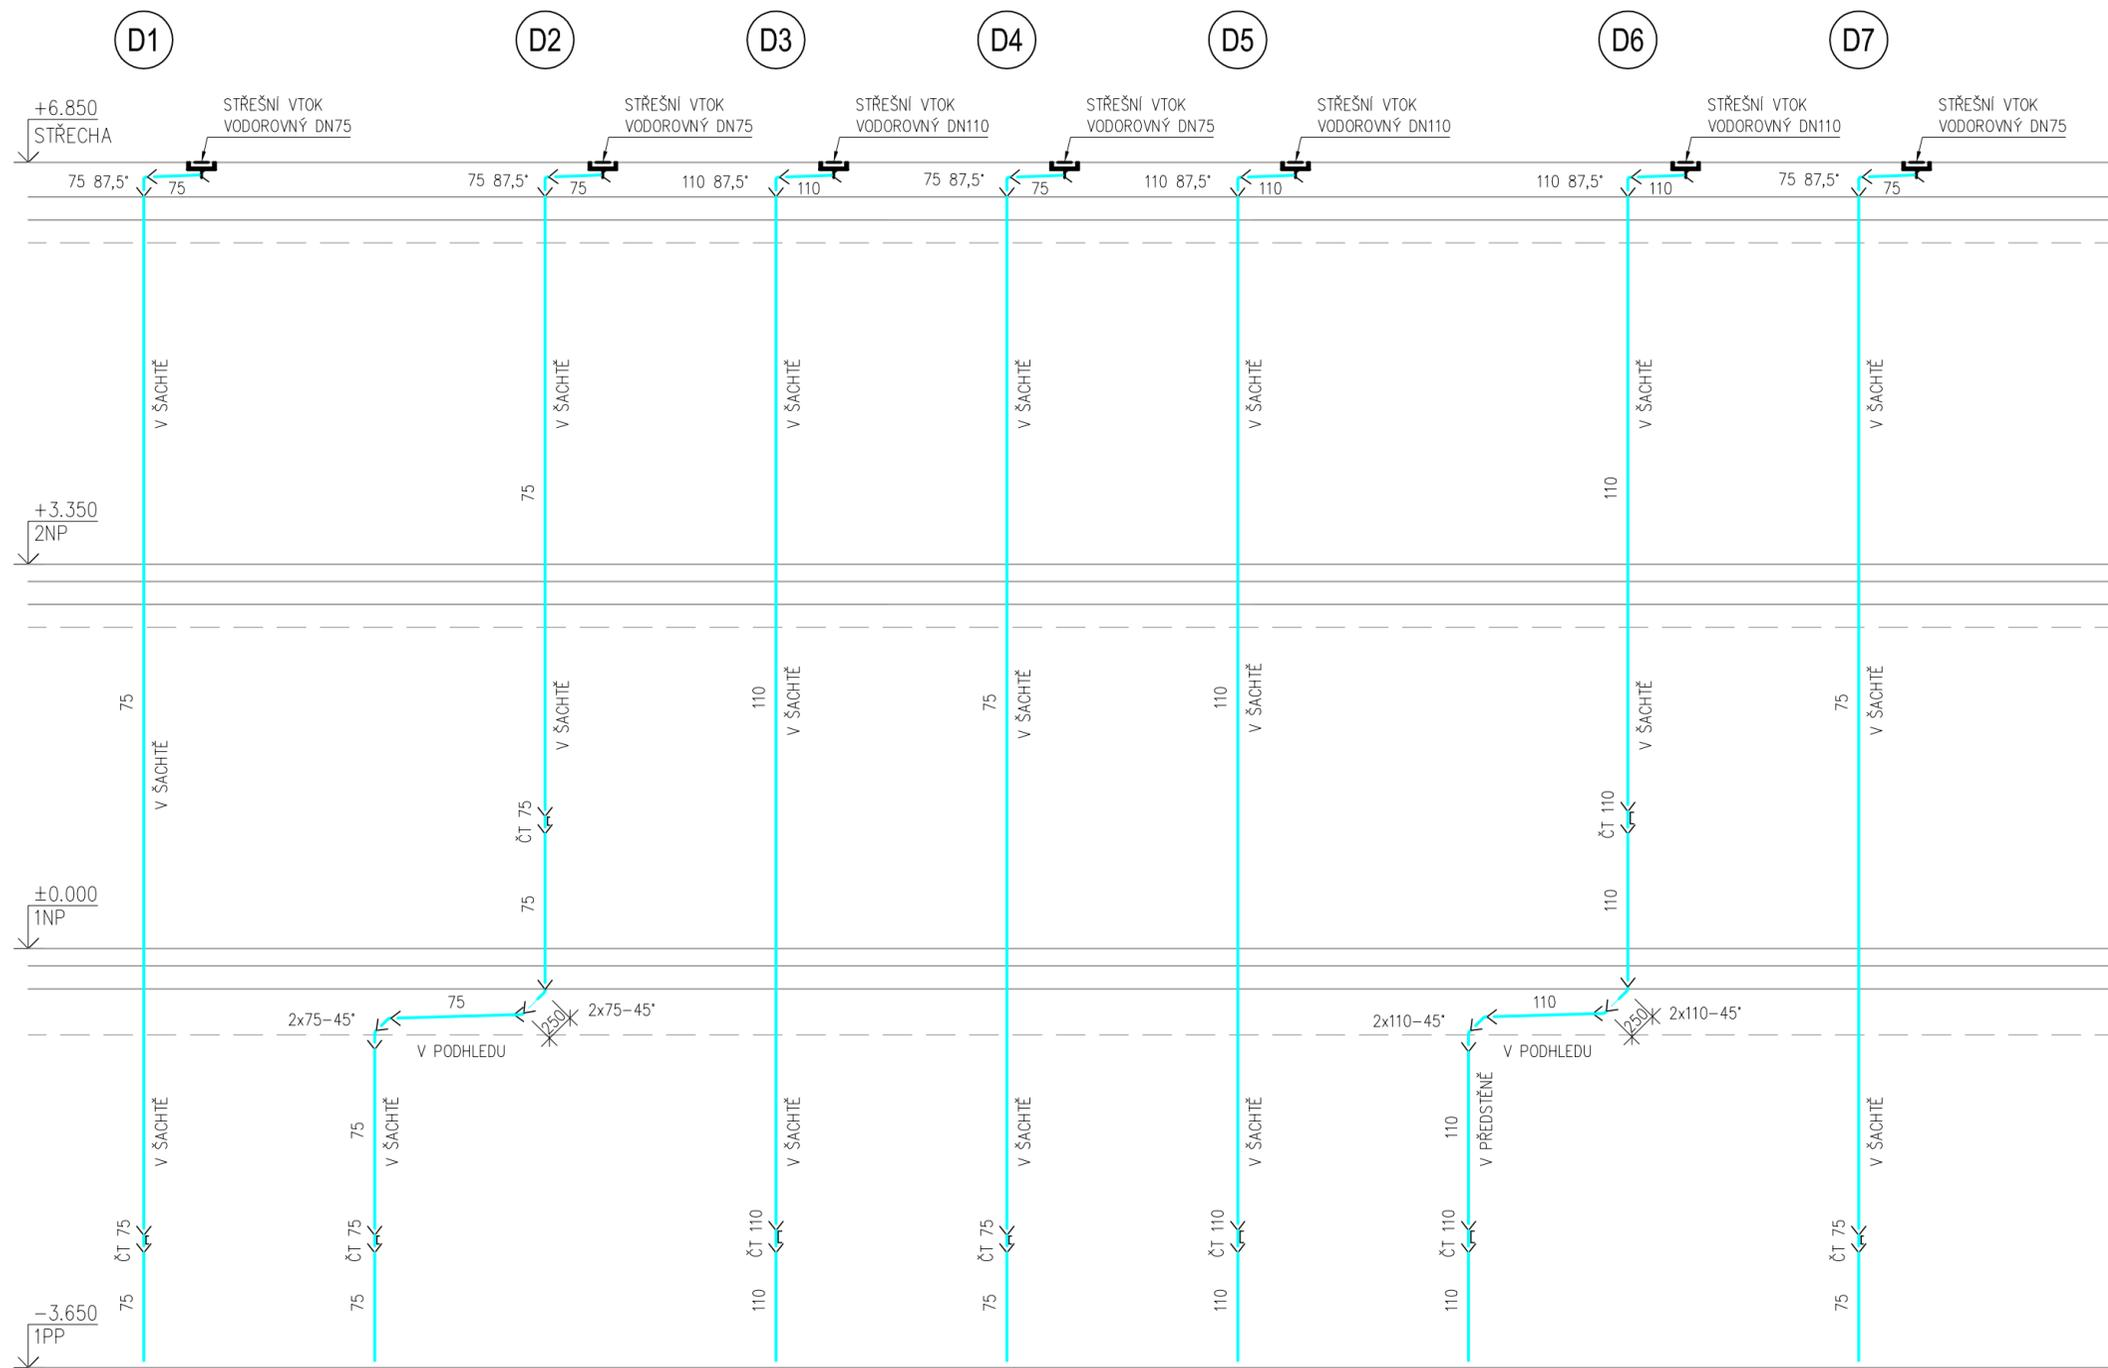 D1 D2 D3 D4 D5 D6 D7
+6.850
STŘECHA
STŘEŠNÍ VTOK
VODOROVNÝ DN75
STŘEŠNÍ VTOK
VODOROVNÝ DN75
STŘEŠNÍ VTOK
VODOROVNÝ DN110
STŘEŠNÍ VTOK
VODOROVNÝ DN75
STŘEŠNÍ VTOK
VODOROVNÝ DN110
STŘEŠNÍ VTOK
VODOROVNÝ DN110
STŘEŠNÍ VTOK
VODOROVNÝ DN75
75 87,5° 75
75 87,5° 75
110 87,5° 110
75 87,5° 75
110 87,5° 110
110 87,5° 110
75 87,5° 75
V ŠACHTĚ
V ŠACHTĚ
V ŠACHTĚ
V ŠACHTĚ
V ŠACHTĚ
V ŠACHTĚ
V ŠACHTĚ
75
110
+3.350
2NP
75
V ŠACHTĚ
V ŠACHTĚ
110
V ŠACHTĚ
75
V ŠACHTĚ
110
V ŠACHTĚ
V ŠACHTĚ
75
V ŠACHTĚ
ČT 75
ČT 110
75
110
±0.000
1NP
75
2x75-45°
250
2x75-45°
V PODHLEDU
110
2x110-45°
250
2x110-45°
V PODHLEDU
V ŠACHTĚ
75
V ŠACHTĚ
V ŠACHTĚ
V ŠACHTĚ
V ŠACHTĚ
110
V PŘEDSTĚNĚ
V ŠACHTĚ
ČT 75
ČT 75
ČT 110
ČT 75
ČT 110
ČT 110
ČT 75
75
75
110
75
110
110
75
-3.650
1PP